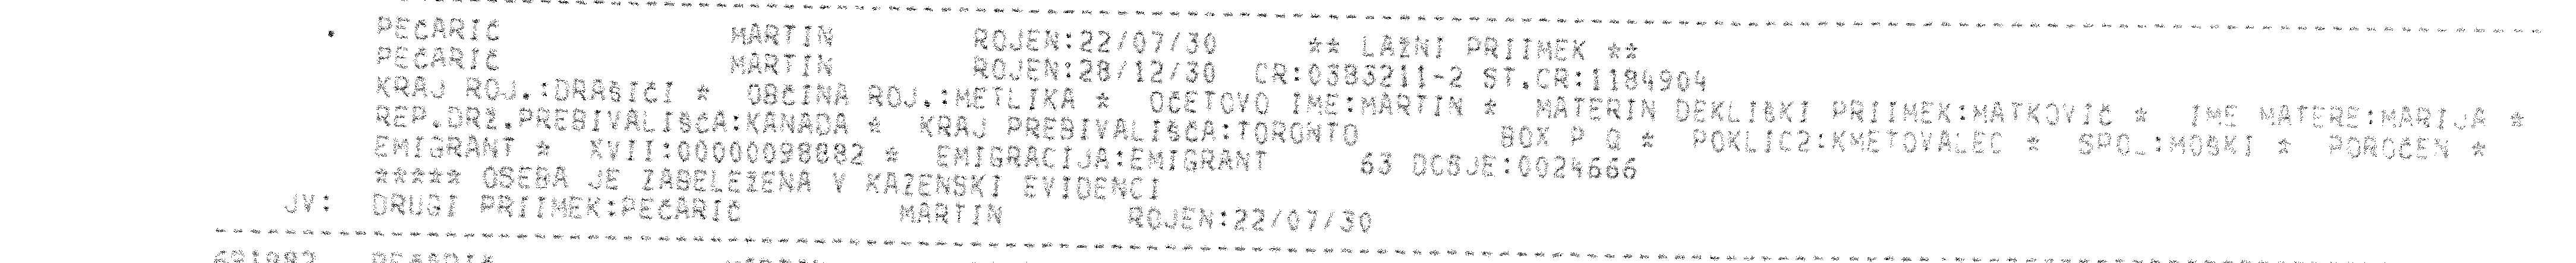 . PEČARIČ MARTIN ROJEN:22/07/30 ** LAŽNI PRIIMEK **
PEČARIČ MARTIN ROJEN:28/12/30 CR:0383211-2 ST.CR:1184904
KRAJ ROJ.:DRAŠIČI * OBČINA ROJ.:METLIKA * OČETOVO IME:MARTIN * MATERIN DEKLIŠKI PRIIMEK:MATKOVIČ * IME MATERE:MARIJA *
REP.DRŽ.PREBIVALIŠČA:KANADA * KRAJ PREBIVALIŠČA:TORONTO BOX P Q * POKLIC2:KMETOVALEC * SPOL:MOŠKI * POROČEN *
EMIGRANT * XVII:00000098882 * EMIGRACIJA:EMIGRANT 63 DOSJE:0024666
***** OSEBA JE ZABELEŽENA V KAZENSKI EVIDENCI
JV: DRUGI PRIIMEK:PEČARIČ MARTIN ROJEN:22/07/30